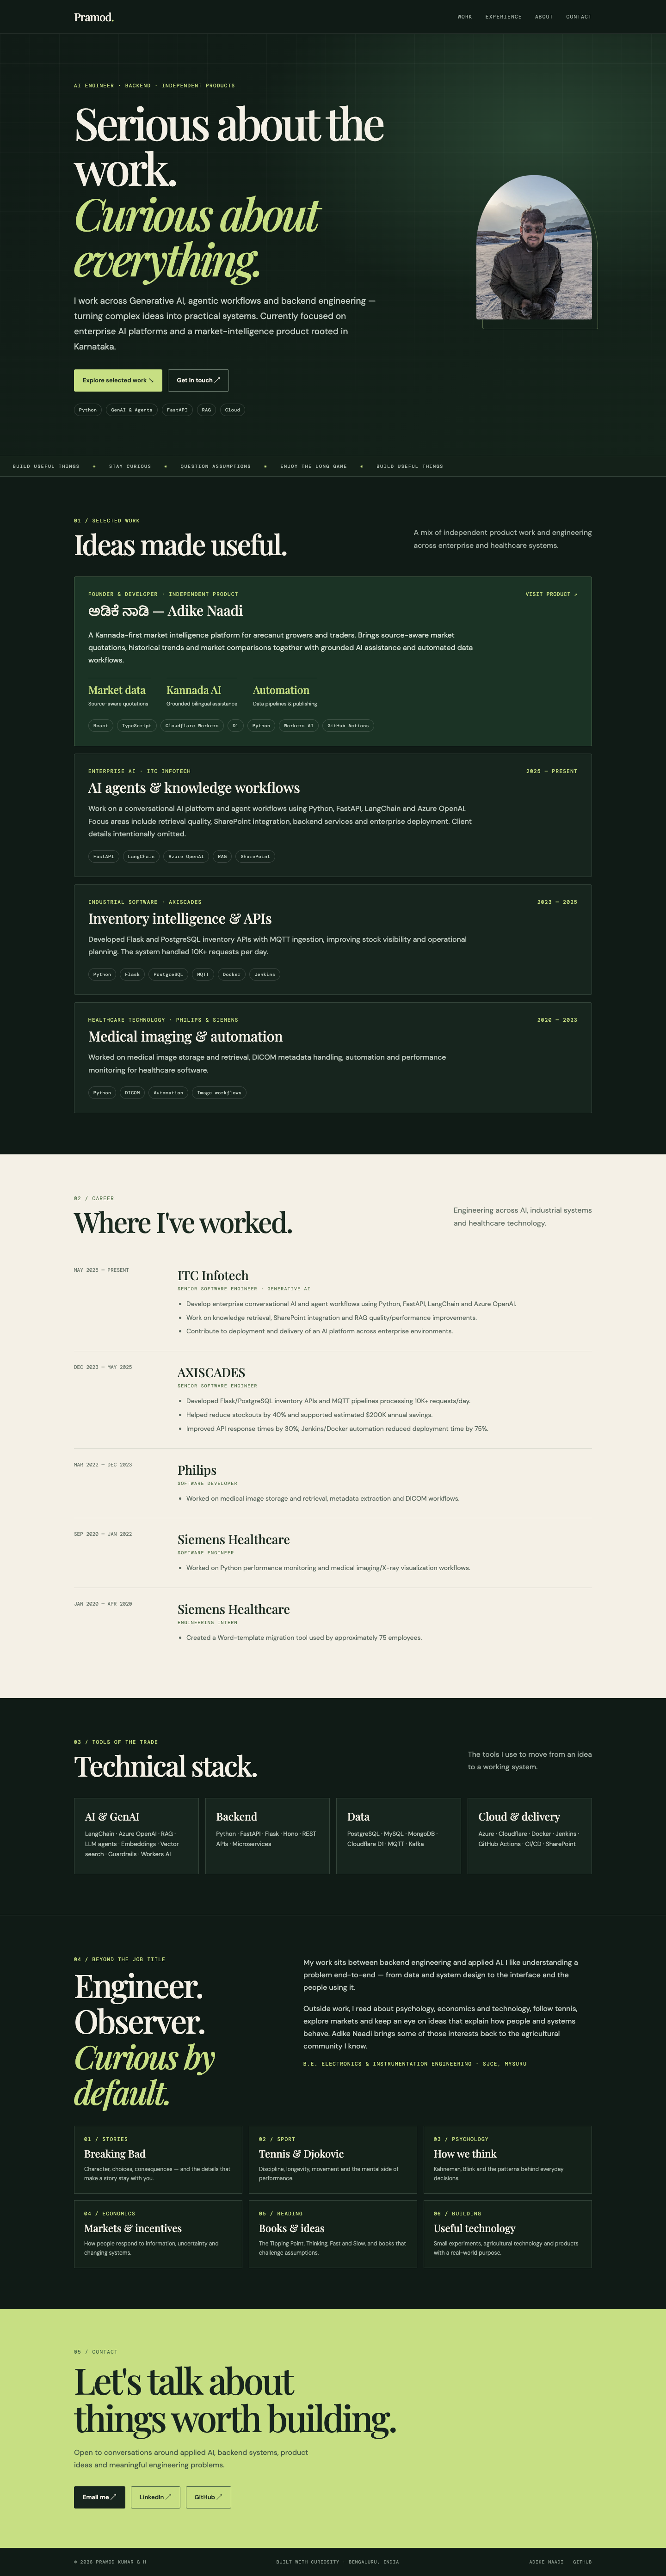 Pramod.
WORK EXPERIENCE ABOUT CONTACT
AI ENGINEER · BACKEND · INDEPENDENT PRODUCTS
Serious about the
work.
Curious about
everything.
I work across Generative AI, agentic workflows and backend engineering —
turning complex ideas into practical systems. Currently focused on
enterprise AI platforms and a market-intelligence product rooted in
Karnataka.
Explore selected work ↘ Get in touch ↗
Python GenAI & Agents FastAPI RAG Cloud
BUILD USEFUL THINGS ✦ STAY CURIOUS ✦ QUESTION ASSUMPTIONS ✦ ENJOY THE LONG GAME ✦ BUILD USEFUL THINGS
01 / SELECTED WORK
Ideas made useful.
A mix of independent product work and engineering
across enterprise and healthcare systems.
FOUNDER & DEVELOPER · INDEPENDENT PRODUCT
VISIT PRODUCT ↗
ಅಡಿಕೆ ನಾಡಿ — Adike Naadi
A Kannada-first market intelligence platform for arecanut growers and traders. Brings source-aware market
quotations, historical trends and market comparisons together with grounded AI assistance and automated data
workflows.
Market data Kannada AI Automation
Source-aware quotations Grounded bilingual assistance Data pipelines & publishing
React TypeScript Cloudflare Workers D1 Python Workers AI GitHub Actions
ENTERPRISE AI · ITC INFOTECH
2025 — PRESENT
AI agents & knowledge workflows
Work on a conversational AI platform and agent workflows using Python, FastAPI, LangChain and Azure OpenAI.
Focus areas include retrieval quality, SharePoint integration, backend services and enterprise deployment. Client
details intentionally omitted.
FastAPI LangChain Azure OpenAI RAG SharePoint
INDUSTRIAL SOFTWARE · AXISCADES
2023 — 2025
Inventory intelligence & APIs
Developed Flask and PostgreSQL inventory APIs with MQTT ingestion, improving stock visibility and operational
planning. The system handled 10K+ requests per day.
Python Flask PostgreSQL MQTT Docker Jenkins
HEALTHCARE TECHNOLOGY · PHILIPS & SIEMENS
2020 — 2023
Medical imaging & automation
Worked on medical image storage and retrieval, DICOM metadata handling, automation and performance
monitoring for healthcare software.
Python DICOM Automation Image workflows
02 / CAREER
Where I've worked.
Engineering across AI, industrial systems
and healthcare technology.
MAY 2025 — PRESENT
ITC Infotech
SENIOR SOFTWARE ENGINEER · GENERATIVE AI
• Develop enterprise conversational AI and agent workflows using Python, FastAPI, LangChain and Azure OpenAI.
• Work on knowledge retrieval, SharePoint integration and RAG quality/performance improvements.
• Contribute to deployment and delivery of an AI platform across enterprise environments.
DEC 2023 — MAY 2025
AXISCADES
SENIOR SOFTWARE ENGINEER
• Developed Flask/PostgreSQL inventory APIs and MQTT pipelines processing 10K+ requests/day.
• Helped reduce stockouts by 40% and supported estimated $200K annual savings.
• Improved API response times by 30%; Jenkins/Docker automation reduced deployment time by 75%.
MAR 2022 — DEC 2023
Philips
SOFTWARE DEVELOPER
• Worked on medical image storage and retrieval, metadata extraction and DICOM workflows.
SEP 2020 — JAN 2022
Siemens Healthcare
SOFTWARE ENGINEER
• Worked on Python performance monitoring and medical imaging/X-ray visualization workflows.
JAN 2020 — APR 2020
Siemens Healthcare
ENGINEERING INTERN
• Created a Word-template migration tool used by approximately 75 employees.
03 / TOOLS OF THE TRADE
Technical stack.
The tools I use to move from an idea
to a working system.
AI & GenAI
LangChain · Azure OpenAI · RAG ·
LLM agents · Embeddings · Vector
search · Guardrails · Workers AI
Backend
Python · FastAPI · Flask · Hono · REST
APIs · Microservices
Data
PostgreSQL · MySQL · MongoDB ·
Cloudflare D1 · MQTT · Kafka
Cloud & delivery
Azure · Cloudflare · Docker · Jenkins ·
GitHub Actions · CI/CD · SharePoint
04 / BEYOND THE JOB TITLE
Engineer.
Observer.
Curious by
default.
My work sits between backend engineering and applied AI. I like understanding a
problem end-to-end — from data and system design to the interface and the
people using it.
Outside work, I read about psychology, economics and technology, follow tennis,
explore markets and keep an eye on ideas that explain how people and systems
behave. Adike Naadi brings some of those interests back to the agricultural
community I know.
B.E. ELECTRONICS & INSTRUMENTATION ENGINEERING · SJCE, MYSURU
01 / STORIES
Breaking Bad
Character, choices, consequences — and the details that
make a story stay with you.
02 / SPORT
Tennis & Djokovic
Discipline, longevity, movement and the mental side of
performance.
03 / PSYCHOLOGY
How we think
Kahneman, Blink and the patterns behind everyday
decisions.
04 / ECONOMICS
Markets & incentives
How people respond to information, uncertainty and
changing systems.
05 / READING
Books & ideas
The Tipping Point, Thinking, Fast and Slow, and books that
challenge assumptions.
06 / BUILDING
Useful technology
Small experiments, agricultural technology and products
with a real-world purpose.
05 / CONTACT
Let's talk about
things worth building.
Open to conversations around applied AI, backend systems, product
ideas and meaningful engineering problems.
Email me ↗ LinkedIn ↗ GitHub ↗
© 2026 PRAMOD KUMAR G H
BUILT WITH CURIOSITY · BENGALURU, INDIA
ADIKE NAADI GITHUB